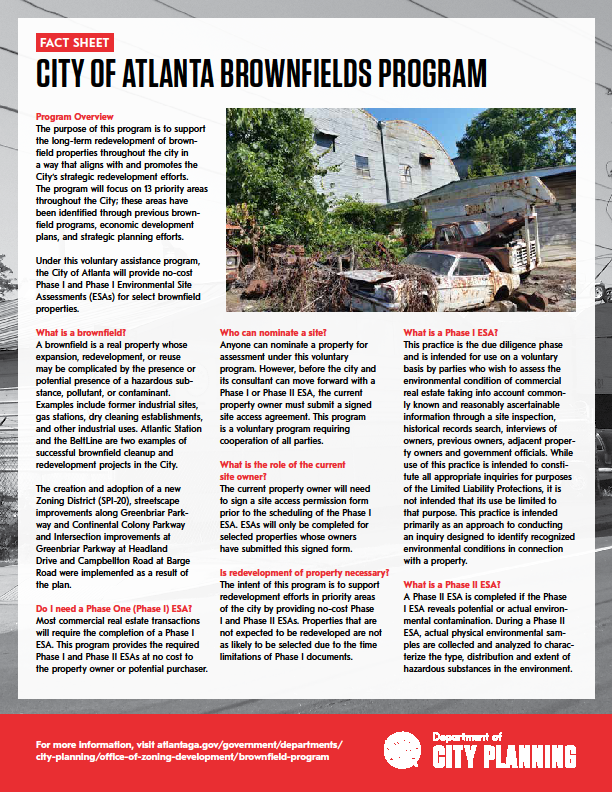 FACT SHEET
CITY OF ATLANTA BROWNFIELDS PROGRAM
Program Overview
The purpose of this program is to support
the long-term redevelopment of brown-
field properties throughout the city in
a way that aligns with and promotes the
City's strategic redevelopment efforts.
The program will focus on 13 priority areas
throughout the City; these areas have
been identified through previous brown-
field programs, economic development
plans, and strategic planning efforts.
Under this voluntary assistance program,
the City of Atlanta will provide no-cost
Phase I and Phase I Environmental Site
Assessments (ESAs) for select brownfield
properties.
What is a brownfield?
A brownfield is a real property whose
expansion, redevelopment, or reuse
may be complicated by the presence or
potential presence of a hazardous sub-
stance, pollutant, or contaminant.
Examples include former industrial sites,
gas stations, dry cleaning establishments,
and other industrial uses. Atlantic Station
and the BeltLine are two examples of
successful brownfield cleanup and
redevelopment projects in the City.
The creation and adoption of a new
Zoning District (SPI-20), streetscape
improvements along Greenbriar Park-
way and Continental Colony Parkway
and Intersection improvements at
Greenbriar Parkway at Headland
Drive and Campbellton Road at Barge
Road were implemented as a result of
the plan.
Do I need a Phase One (Phase I) ESA?
Most commercial real estate transactions
will require the completion of a Phase I
ESA. This program provides the required
Phase I and Phase II ESAs at no cost to
the property owner or potential purchaser.
Who can nominate a site?
Anyone can nominate a property for
assessment under this voluntary
program. However, before the city and
its consultant can move forward with a
Phase I or Phase II ESA, the current
property owner must submit a signed
site access agreement. This program
is a voluntary program requiring
cooperation of all parties.
What is the role of the current
site owner?
The current property owner will need
to sign a site access permission form
prior to the scheduling of the Phase I
ESA. ESAs will only be completed for
selected properties whose owners
have submitted this signed form.
Is redevelopment of property necessary?
The intent of this program is to support
redevelopment efforts in priority areas
of the city by providing no-cost Phase
I and Phase II ESAs. Properties that are
not expected to be redeveloped are not
as likely to be selected due to the time
limitations of Phase I documents.
What is a Phase I ESA?
This practice is the due diligence phase
and is intended for use on a voluntary
basis by parties who wish to assess the
environmental condition of commercial
real estate taking into account common-
ly known and reasonably ascertainable
information through a site inspection,
historical records search, interviews of
owners, previous owners, adjacent proper-
ty owners and government officials. While
use of this practice is intended to consti-
tute all appropriate inquiries for purposes
of the Limited Liability Protections, it is
not intended that its use be limited to
that purpose. This practice is intended
primarily as an approach to conducting
an inquiry designed to identify recognized
environmental conditions in connection
with a property.
What is a Phase II ESA?
A Phase II ESA is completed if the Phase
I ESA reveals potential or actual environ-
mental contamination. During a Phase II
ESA, actual physical environmental sam-
ples are collected and analyzed to charac-
terize the type, distribution and extent of
hazardous substances in the environment.
For more information, visit atlantaga.gov/government/departments/
city-planning/office-of-zoning-development/brownfield-program
Department of
CITY PLANNING